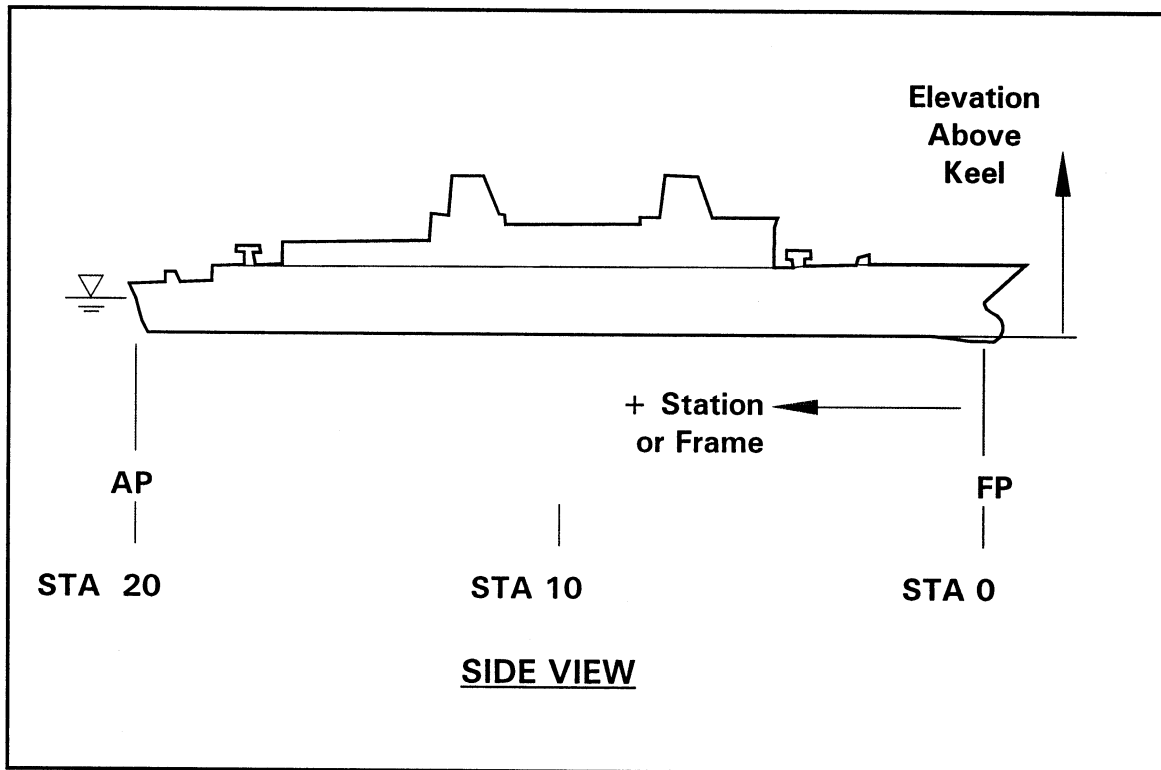 Elevation
Above
Keel
+ Station
or Frame
AP
FP
STA 20
STA 10
STA 0
SIDE VIEW